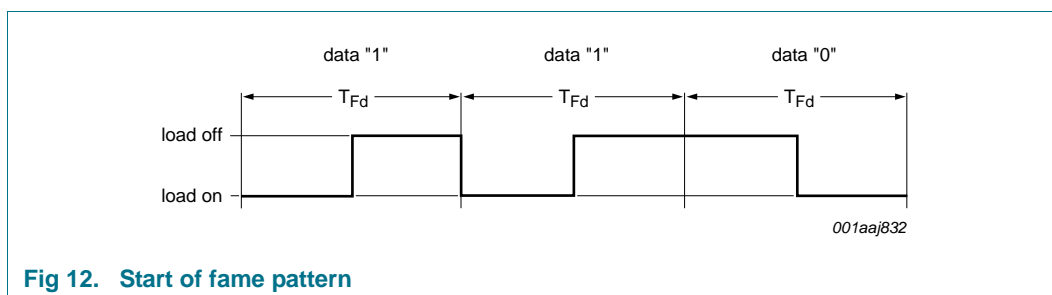 data "1" data "1" data "0"
TFd TFd TFd
load off
load on
001aaj832
Fig 12. Start of fame pattern